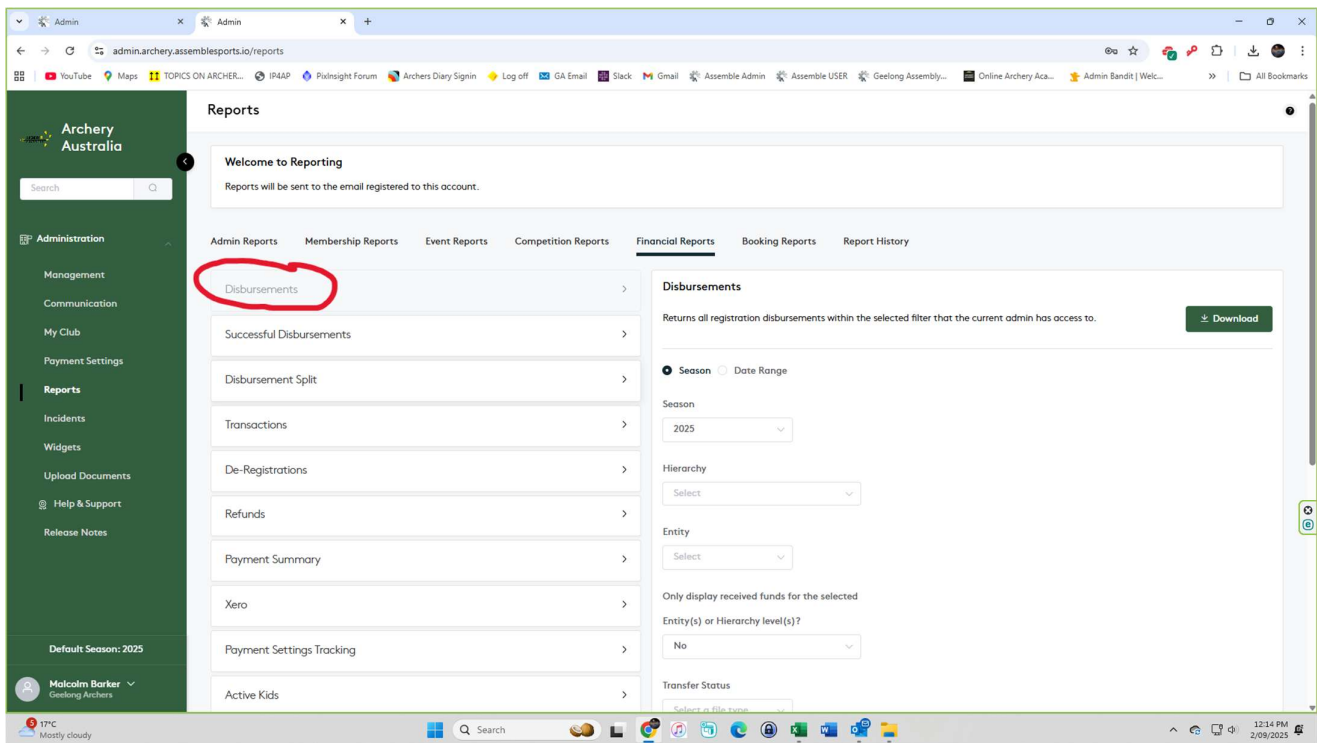 Admin
Admin
admin.archery.assemblesports.io/reports
YouTube
Maps
TOPICS ON ARCHER...
IP4AP
PixInsight Forum
Archers Diary Signin
Log off
GA Email
Slack
Gmail
Assemble Admin
Assemble USER
Geelong Assembly...
Online Archery Aca...
Admin Bandit | Welc...
All Bookmarks
Archery
Australia
Search
Administration
Management
Communication
My Club
Payment Settings
Reports
Incidents
Widgets
Upload Documents
Help & Support
Release Notes
Default Season: 2025
Malcolm Barker
Geelong Archers
Reports
Welcome to Reporting
Reports will be sent to the email registered to this account.
Admin Reports
Membership Reports
Event Reports
Competition Reports
Financial Reports
Booking Reports
Report History
Disbursements
Successful Disbursements
Disbursement Split
Transactions
De-Registrations
Refunds
Payment Summary
Xero
Payment Settings Tracking
Active Kids
Disbursements
Returns all registration disbursements within the selected filter that the current admin has access to.
Download
Season
Date Range
Season
2025
Hierarchy
Select
Entity
Select
Only display received funds for the selected
Entity(s) or Hierarchy level(s)?
No
Transfer Status
Select a file type
5
17°C
Mostly cloudy
Search
12:14 PM
2/09/2025